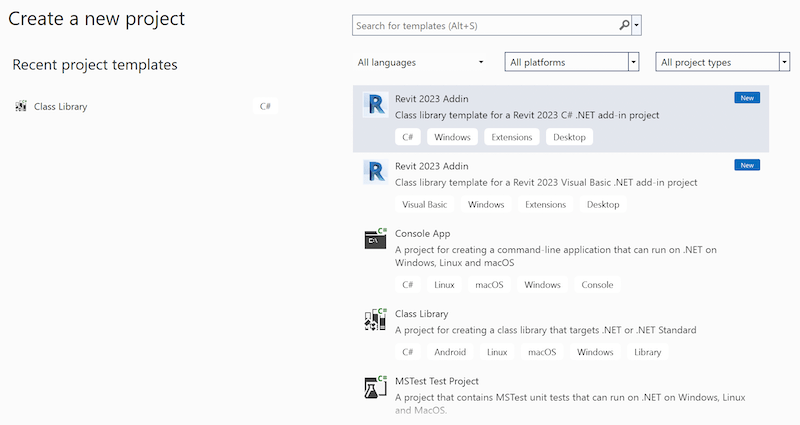 Create a new project
Recent project templates
Class Library
C#
Search for templates (Alt+S)
All languages
All platforms
All project types
Revit 2023 Addin
New
Class library template for a Revit 2023 C# .NET add-in project
C# Windows Extensions Desktop
Revit 2023 Addin
New
Class library template for a Revit 2023 Visual Basic .NET add-in project
Visual Basic Windows Extensions Desktop
Console App
A project for creating a command-line application that can run on .NET on
Windows, Linux and macOS
C# Linux macOS Windows Console
Class Library
A project for creating a class library that targets .NET or .NET Standard
C# Android Linux macOS Windows Library
MSTest Test Project
A project that contains MSTest unit tests that can run on .NET on Windows, Linux
and MacOS.